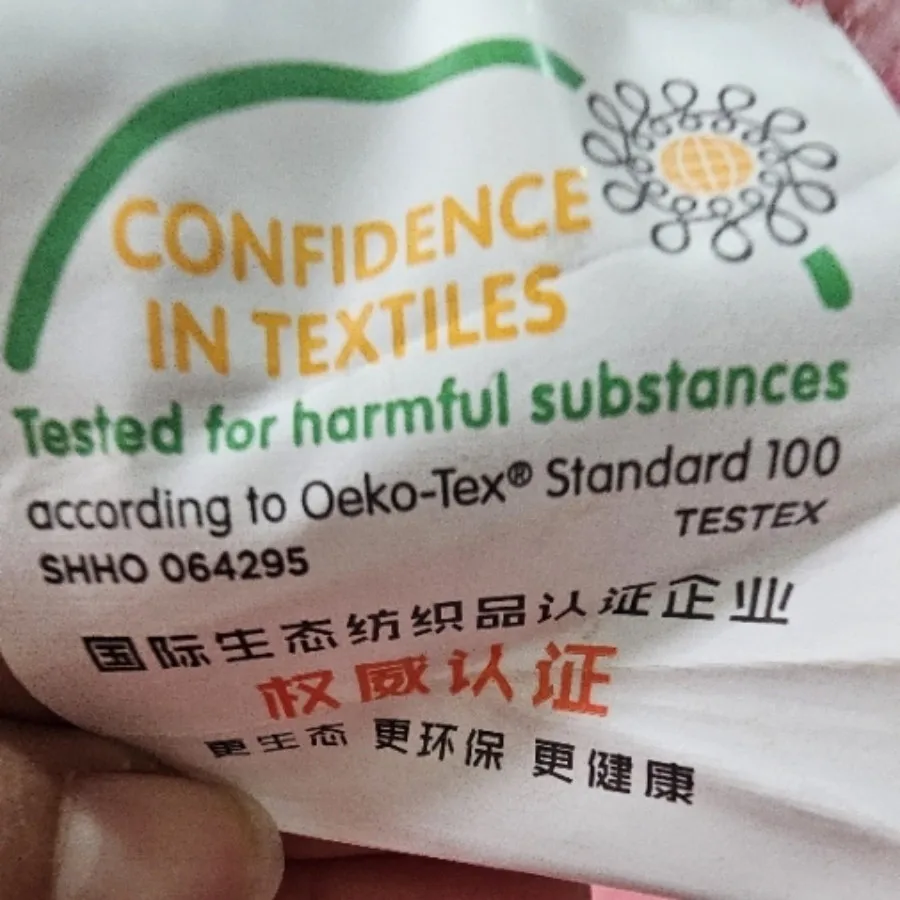 CONFIDENCE
IN TEXTILES
Tested for harmful substances
according to Oeko-Tex® Standard 100
SHHO 064295 TESTEX
国际生态纺织品认证企业
权威认证
更生态 更环保 更健康